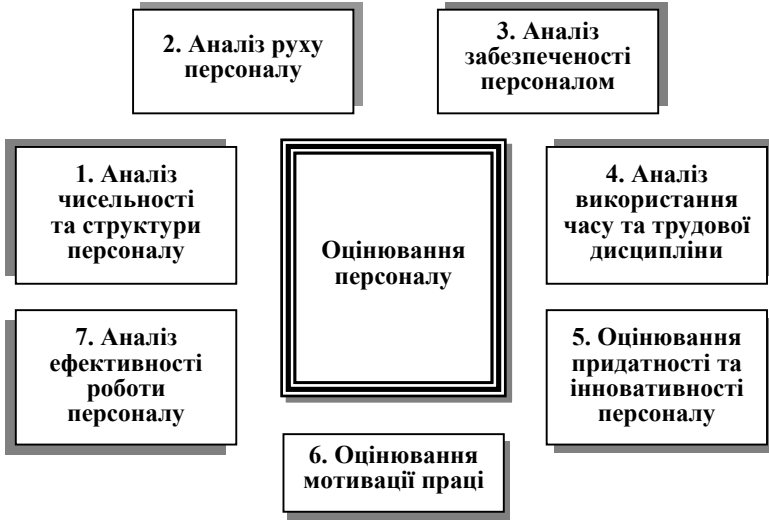 2. Аналіз руху
персоналу
3. Аналіз
забезпеченості
персоналом
1. Аналіз
чисельності
та структури
персоналу
Оцінювання
персоналу
4. Аналіз
використання
часу та трудової
дисципліни
7. Аналіз
ефективності
роботи
персоналу
5. Оцінювання
придатності та
інновативності
персоналу
6. Оцінювання
мотивації праці